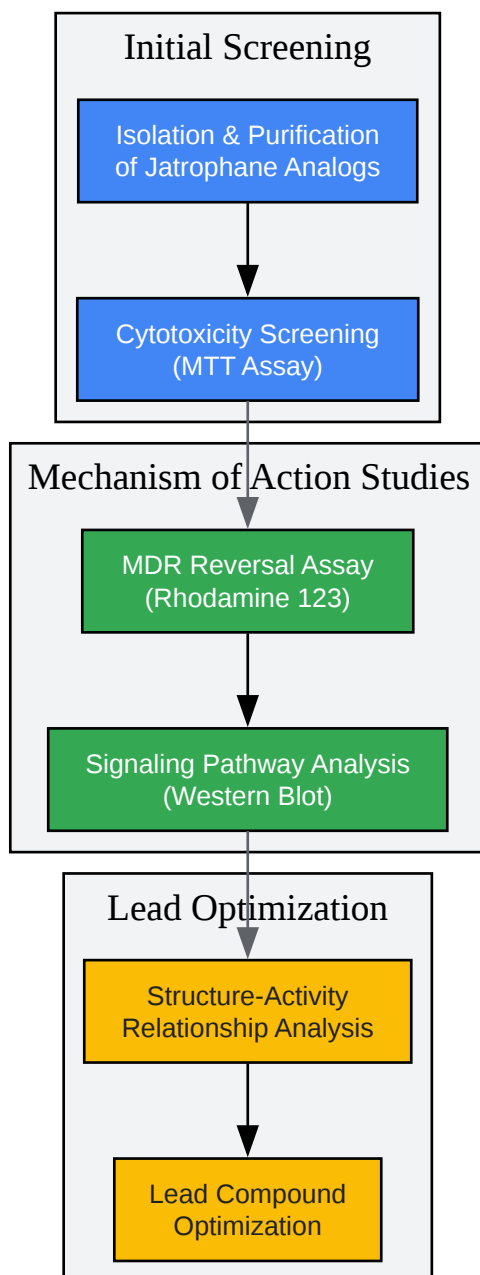 Initial Screening
Isolation & Purification
of Jatrophane Analogs
Cytotoxicity Screening
(MTT Assay)
Mechanism of Action Studies
MDR Reversal Assay
(Rhodamine 123)
Signaling Pathway Analysis
(Western Blot)
Lead Optimization
Structure-Activity
Relationship Analysis
Lead Compound
Optimization